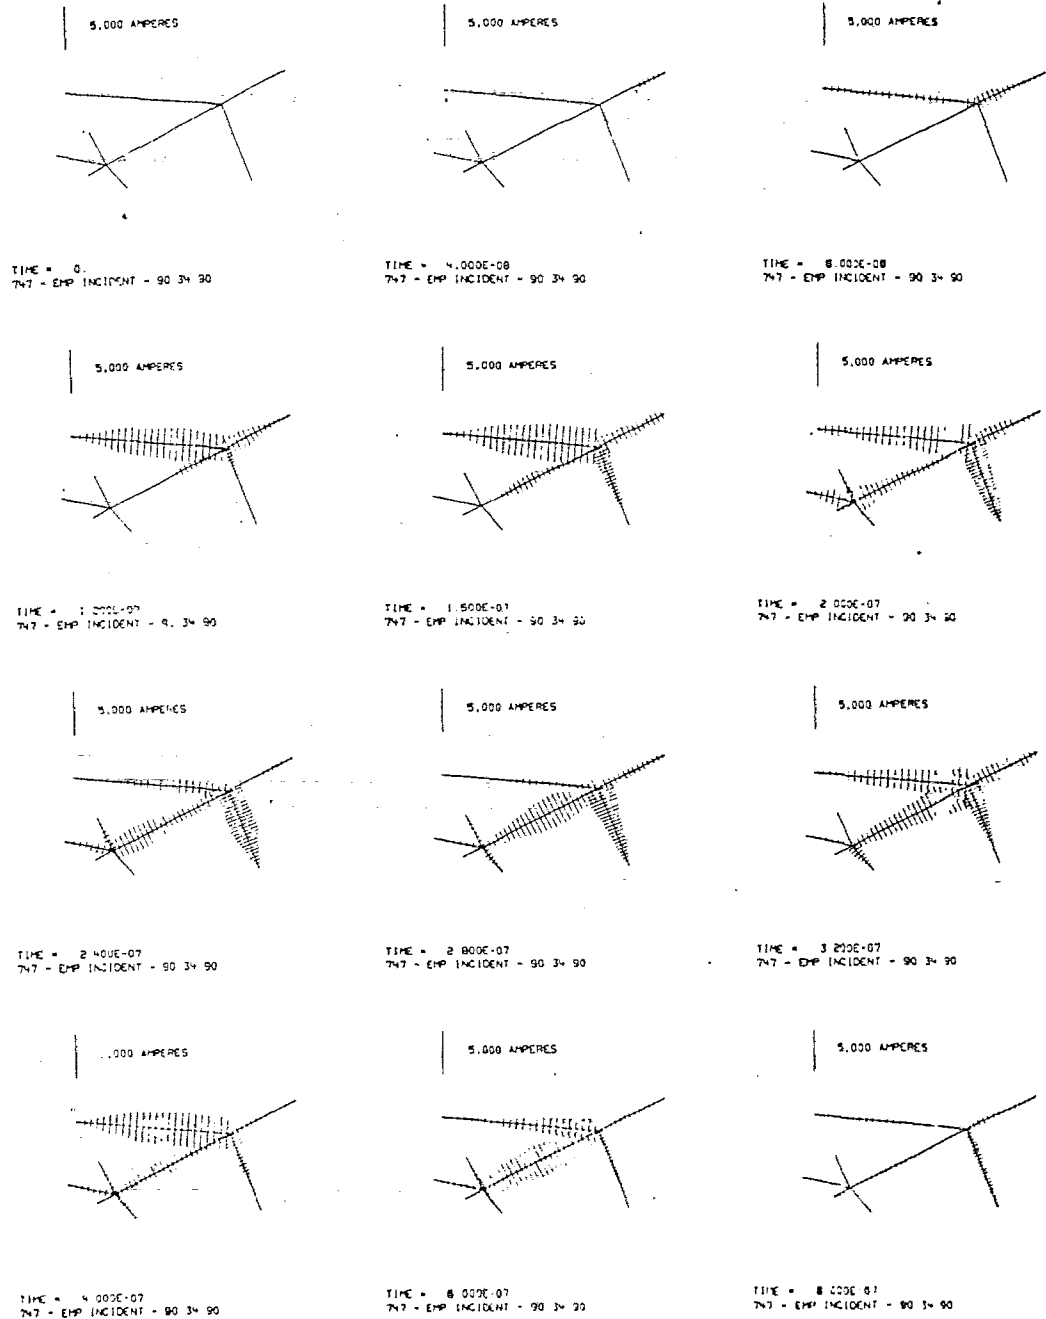 5,000 AMPERES
5,000 AMPERES
5,000 AMPERES
TIME = 0.
747 - EMP INCIDENT - 90 34 90
TIME = 4.000E-08
747 - EMP INCIDENT - 90 34 90
TIME = 8.000E-08
747 - EMP INCIDENT - 90 34 90
5,000 AMPERES
5,000 AMPERES
5,000 AMPERES
TIME =
747 - EMP INCIDENT - 34 90
TIME = 1.500E-07
747 - EMP INCIDENT - 90 34 90
TIME = 2 000E-07
747 - EMP INCIDENT - 90 34 90
5,000 AMPERES
5,000 AMPERES
5,000 AMPERES
TIME = 2 400E-07
747 - EMP INCIDENT - 90 34 90
TIME = 2 800E-07
747 - EMP INCIDENT - 90 34 90
TIME = 3 200E-07
747 - EMP INCIDENT - 90 34 90
,000 AMPERES
5,000 AMPERES
5,000 AMPERES
TIME = 4 000E-07
747 - EMP INCIDENT - 90 34 90
TIME = 6 000E-07
747 - EMP INCIDENT - 90 34 90
TIME =
747 - EMP INCIDENT - 90 34 90